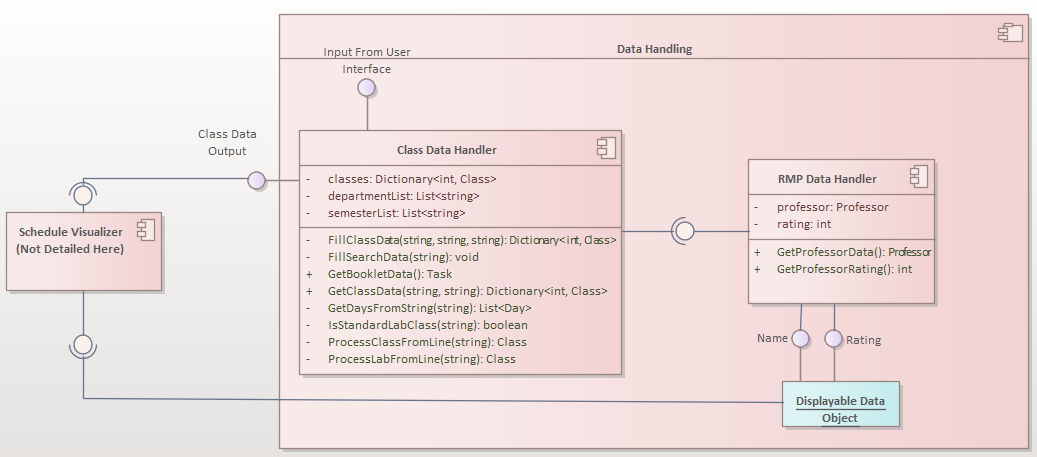 Data Handling
Input From User
Interface
Class Data
Output
Class Data Handler
- classes: Dictionary<int, Class>
- departmentList: List<string>
- semesterList: List<string>
- FillClassData(string, string, string): Dictionary<int, Class>
- FillSearchData(string): void
+ GetBookletData(): Task
+ GetClassData(string, string): Dictionary<int, Class>
- GetDaysFromString(string): List<Day>
- IsStandardLabClass(string): boolean
- ProcessClassFromLine(string): Class
- ProcessLabFromLine(string): Class
RMP Data Handler
- professor: Professor
- rating: int
+ GetProfessorData(): Professor
+ GetProfessorRating(): int
Schedule Visualizer
(Not Detailed Here)
Name
Rating
Displayable Data
Object